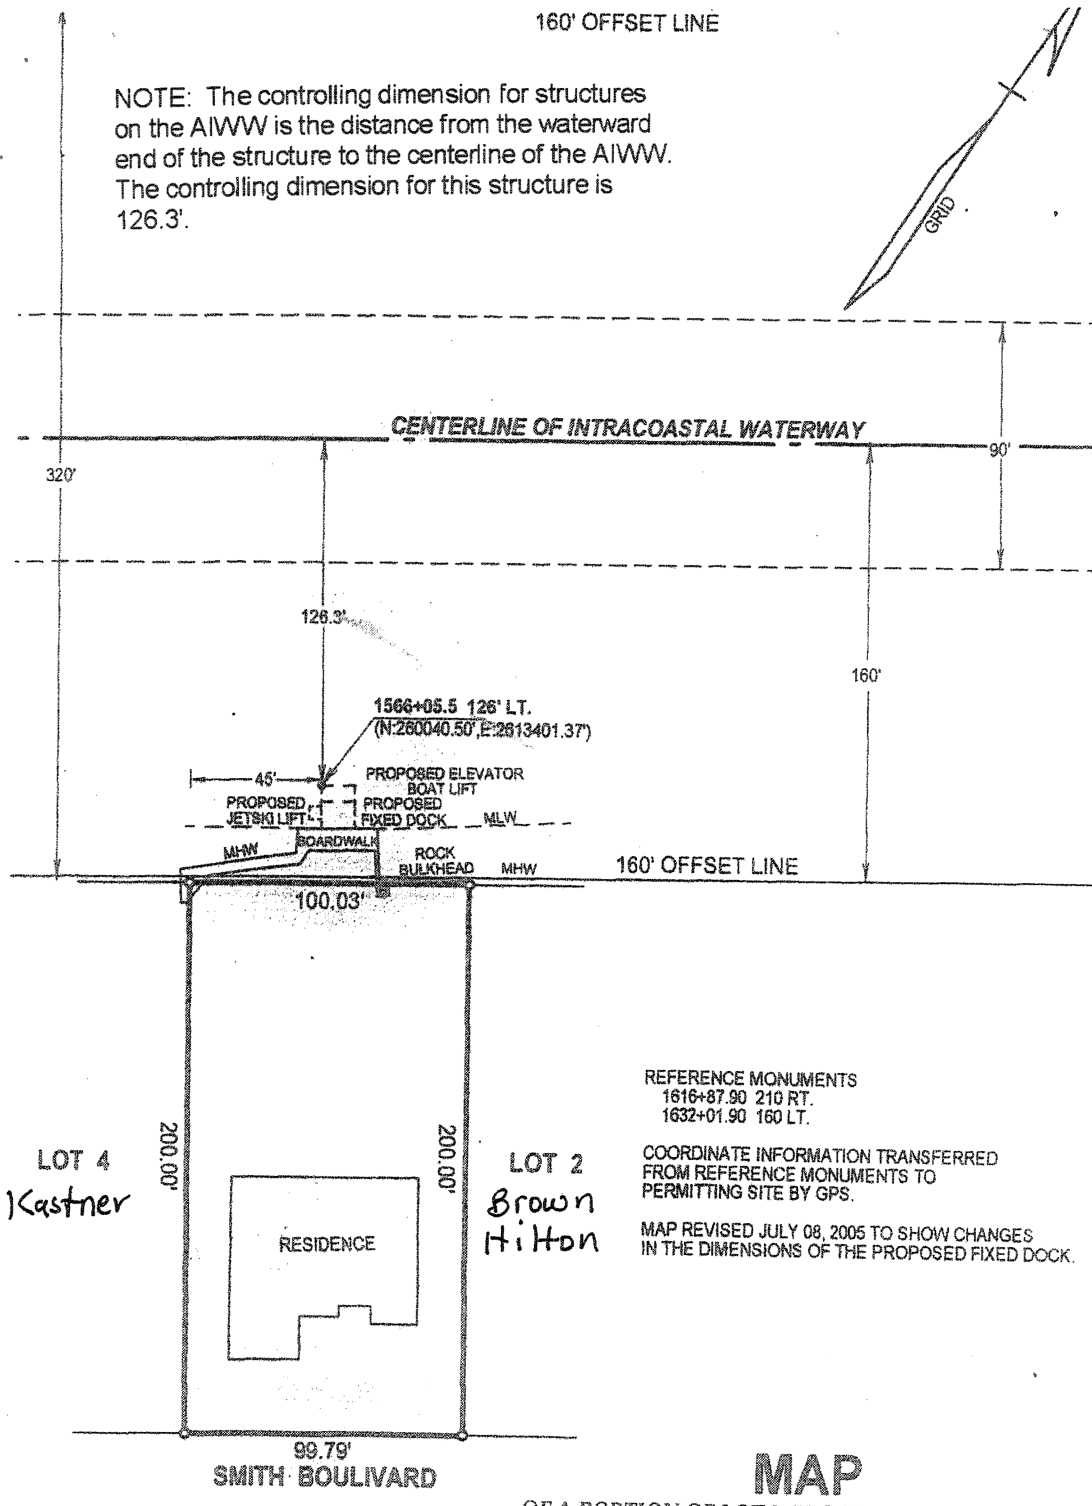 160' OFFSET LINE
NOTE: The controlling dimension for structures
on the AIWW is the distance from the waterward
end of the structure to the centerline of the AIWW.
The controlling dimension for this structure is
126.3'.
GRID
CENTERLINE OF INTRACOASTAL WATERWAY
320'
90'
126.3'
160'
1566+05.5 126' LT.
(N:260040.50',E:2613401.37')
45'
PROPOSED ELEVATOR
BOAT LIFT
PROPOSED
JETSKI LIFT
PROPOSED
FIXED DOCK
MLW
MHW
BOARDWALK
ROCK
BULKHEAD
MHW
160' OFFSET LINE
100.03'
REFERENCE MONUMENTS
1616+87.90 210 RT.
1632+01.90 160 LT.
COORDINATE INFORMATION TRANSFERRED
FROM REFERENCE MONUMENTS TO
PERMITTING SITE BY GPS.
MAP REVISED JULY 08, 2005 TO SHOW CHANGES
IN THE DIMENSIONS OF THE PROPOSED FIXED DOCK.
LOT 4
Kastner
200.00'
200.00'
LOT 2
Brown
Hilton
RESIDENCE
99.79'
SMITH BOULIVARD
MAP
OF A PORTION OF